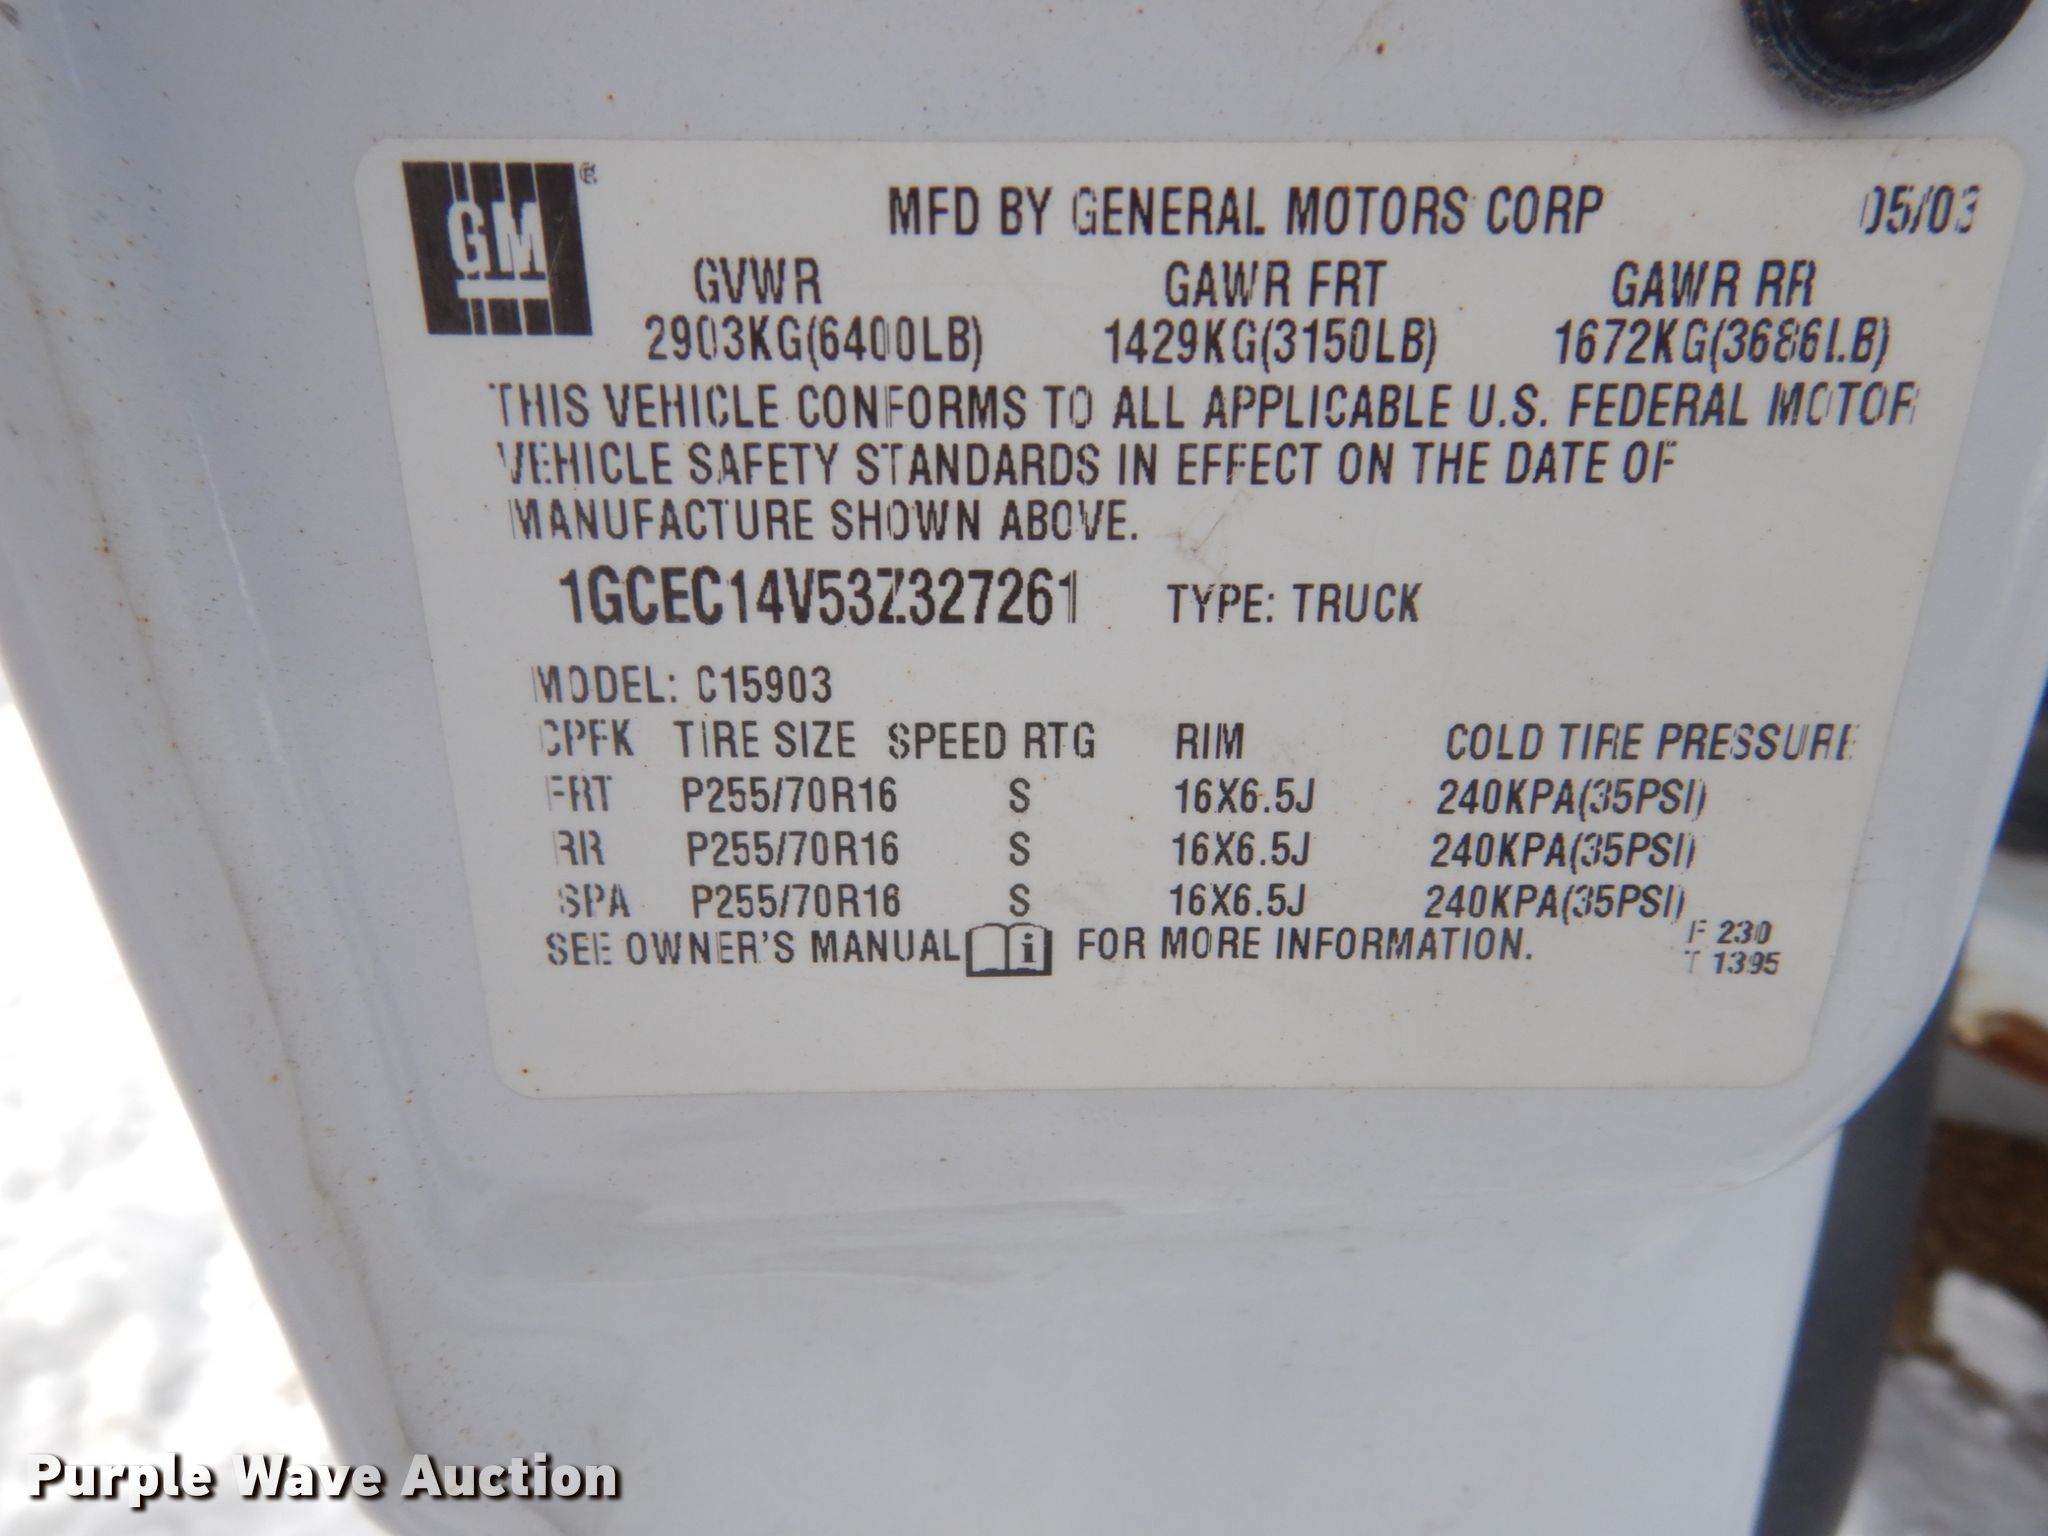 GM®
MFD BY GENERAL MOTORS CORP 05/03
GVWR GAWR FRT GAWR RR
2903KG(6400LB) 1429KG(3150LB) 1672KG(3686LB)
THIS VEHICLE CONFORMS TO ALL APPLICABLE U.S. FEDERAL MOTOR
VEHICLE SAFETY STANDARDS IN EFFECT ON THE DATE OF
MANUFACTURE SHOWN ABOVE.
1GCEC14V53Z327261 TYPE: TRUCK
MODEL: C15903
CPFK TIRE SIZE SPEED RTG RIM COLD TIRE PRESSURE
FRT P255/70R16 S 16X6.5J 240KPA(35PSI)
RR P255/70R16 S 16X6.5J 240KPA(35PSI)
SPA P255/70R16 S 16X6.5J 240KPA(35PSI)
SEE OWNER'S MANUAL i FOR MORE INFORMATION.
F 230
T 1395
Purple Wave Auction